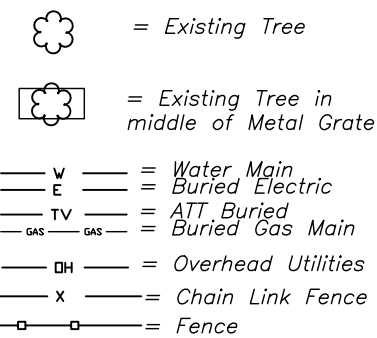 = Existing Tree
= Existing Tree in
middle of Metal Grate
W = Water Main
E = Buried Electric
TV = ATT Buried
GAS GAS = Buried Gas Main
OH = Overhead Utilities
X = Chain Link Fence
= Fence